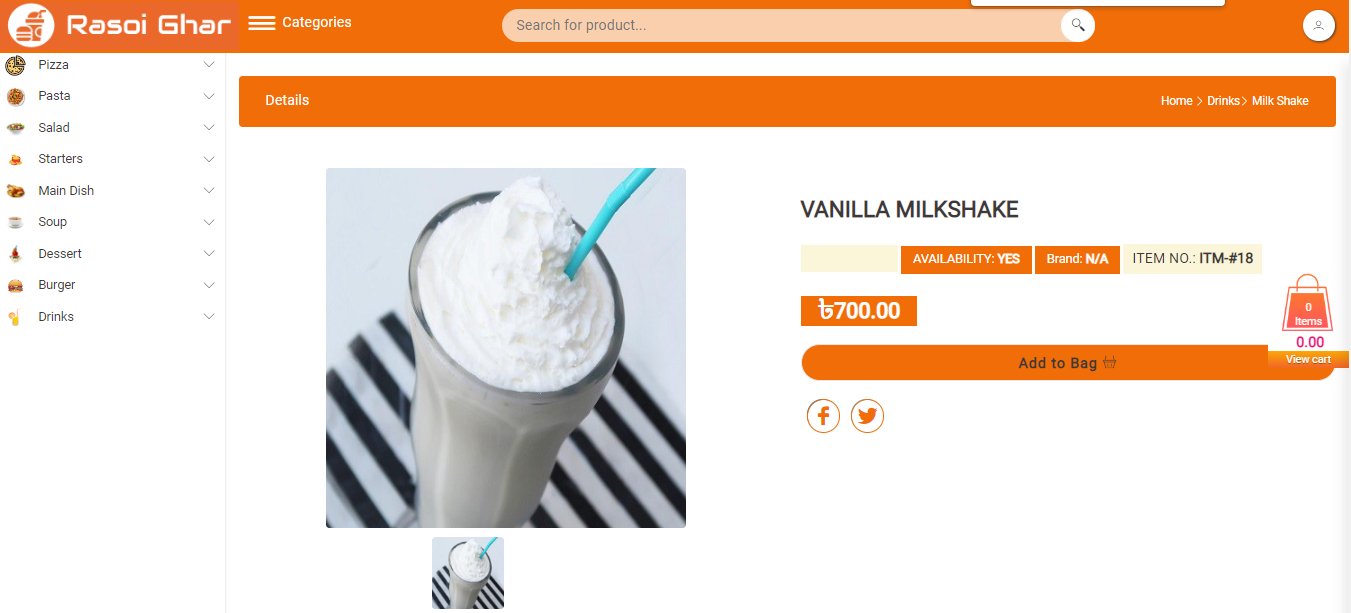 Rasoi Ghar
Categories
Search for product...
Pizza
Pasta
Salad
Starters
Main Dish
Soup
Dessert
Burger
Drinks
Details
Home > Drinks > Milk Shake
VANILLA MILKSHAKE
AVAILABILITY: YES
Brand: N/A
ITEM NO.: ITM-#18
৳700.00
Add to Bag
0
Items
0.00
View cart